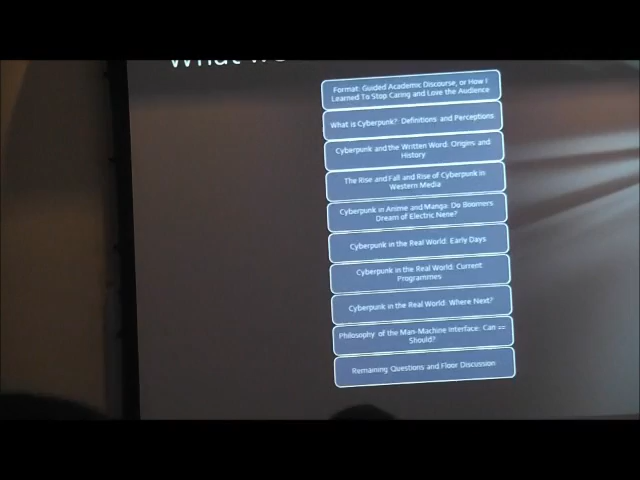 What
Format: Guided Academic Discourse, or How I
Learned To Stop Caring and Love the Audience
What is Cyberpunk?: Definitions and Perceptions
Cyberpunk and the Written Word: Origins and
History
The Rise and Fall and Rise of Cyberpunk in
Western Media
Cyberpunk in Anime and Manga: Do Boomers
Dream of Electric Nene?
Cyberpunk in the Real World: Early Days
Cyberpunk in the Real World: Current
Programmes
Cyberpunk in the Real World: Where Next?
Philosophy of the Man-Machine Interface: Can ==
Should?
Remaining Questions and Floor Discussion